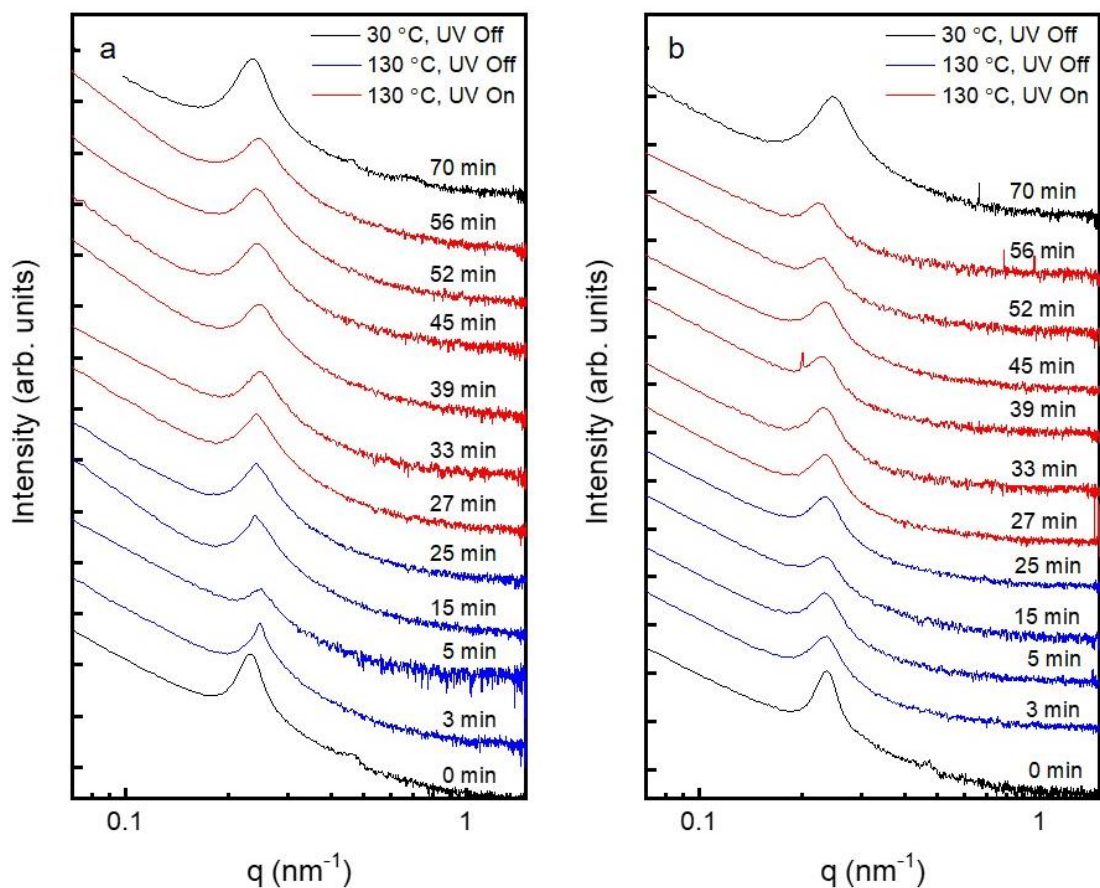 a
30 °C, UV Off
130 °C, UV Off
130 °C, UV On
70 min
56 min
52 min
45 min
39 min
33 min
27 min
25 min
15 min
5 min
3 min
0 min
Intensity (arb. units)
0.1
1
q (nm⁻¹)
b
30 °C, UV Off
130 °C, UV Off
130 °C, UV On
70 min
56 min
52 min
45 min
39 min
33 min
27 min
25 min
15 min
5 min
3 min
0 min
Intensity (arb. units)
0.1
1
q (nm⁻¹)